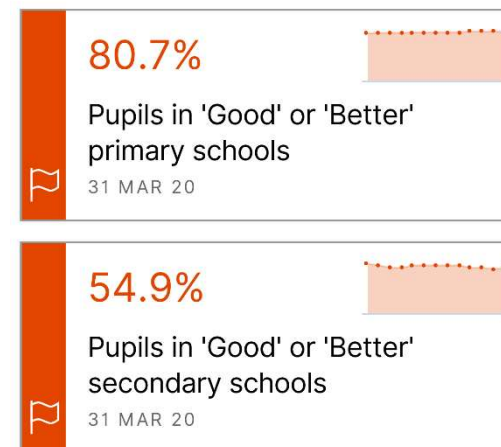 80.7%
Pupils in 'Good' or 'Better'
primary schools
31 MAR 20
54.9%
Pupils in 'Good' or 'Better'
secondary schools
31 MAR 20